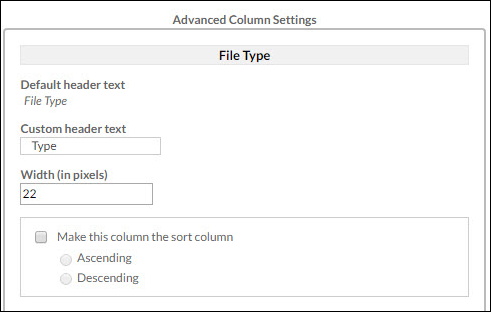 Advanced Column Settings
File Type
Default header text
File Type
Custom header text
Type
Width (in pixels)
22
Make this column the sort column
Ascending
Descending